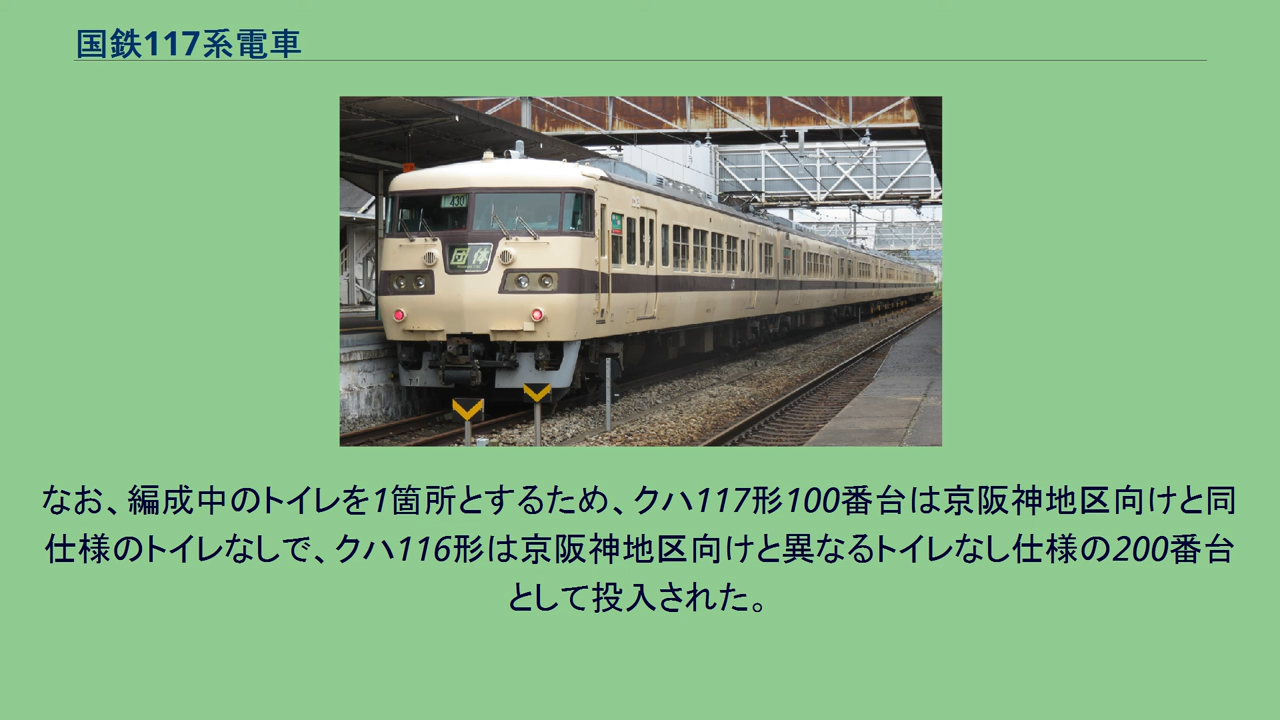 国鉄117系電車
430
団体
なお、編成中のトイレを1箇所とするため、クハ117形100番台は京阪神地区向けと同
仕様のトイレなしで、クハ116形は京阪神地区向けと異なるトイレなし仕様の200番台
として投入された。